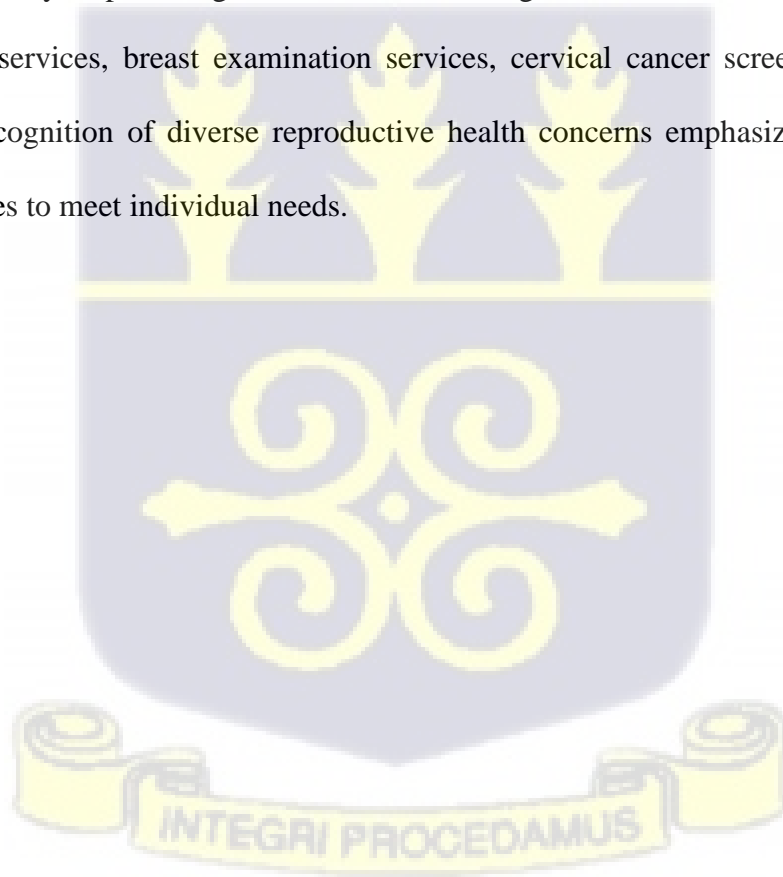 services, breast examination services, cervical cancer scree
cognition of diverse reproductive health concerns emphasiz
es to meet individual needs.
INTEGRI PROCEDAMUS